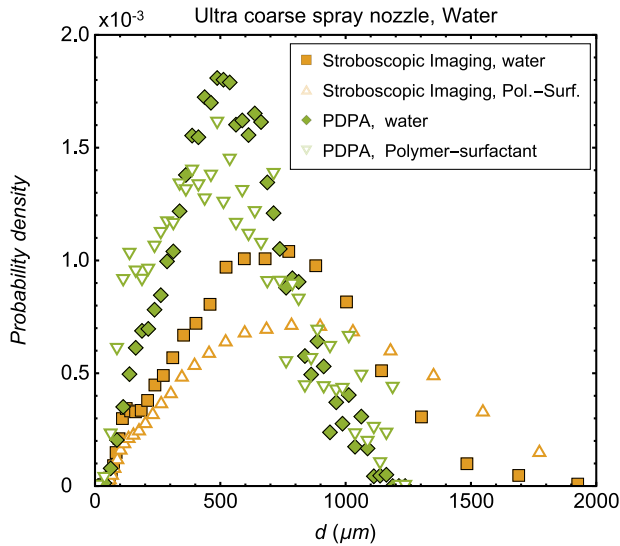 Ultra coarse spray nozzle, Water
×10⁻³
2.0
1.5
1.0
0.5
0
Probability density
Stroboscopic Imaging, water
Stroboscopic Imaging, Pol.–Surf.
PDPA, water
PDPA, Polymer–surfactant
0 500 1000 1500 2000
d (μm)